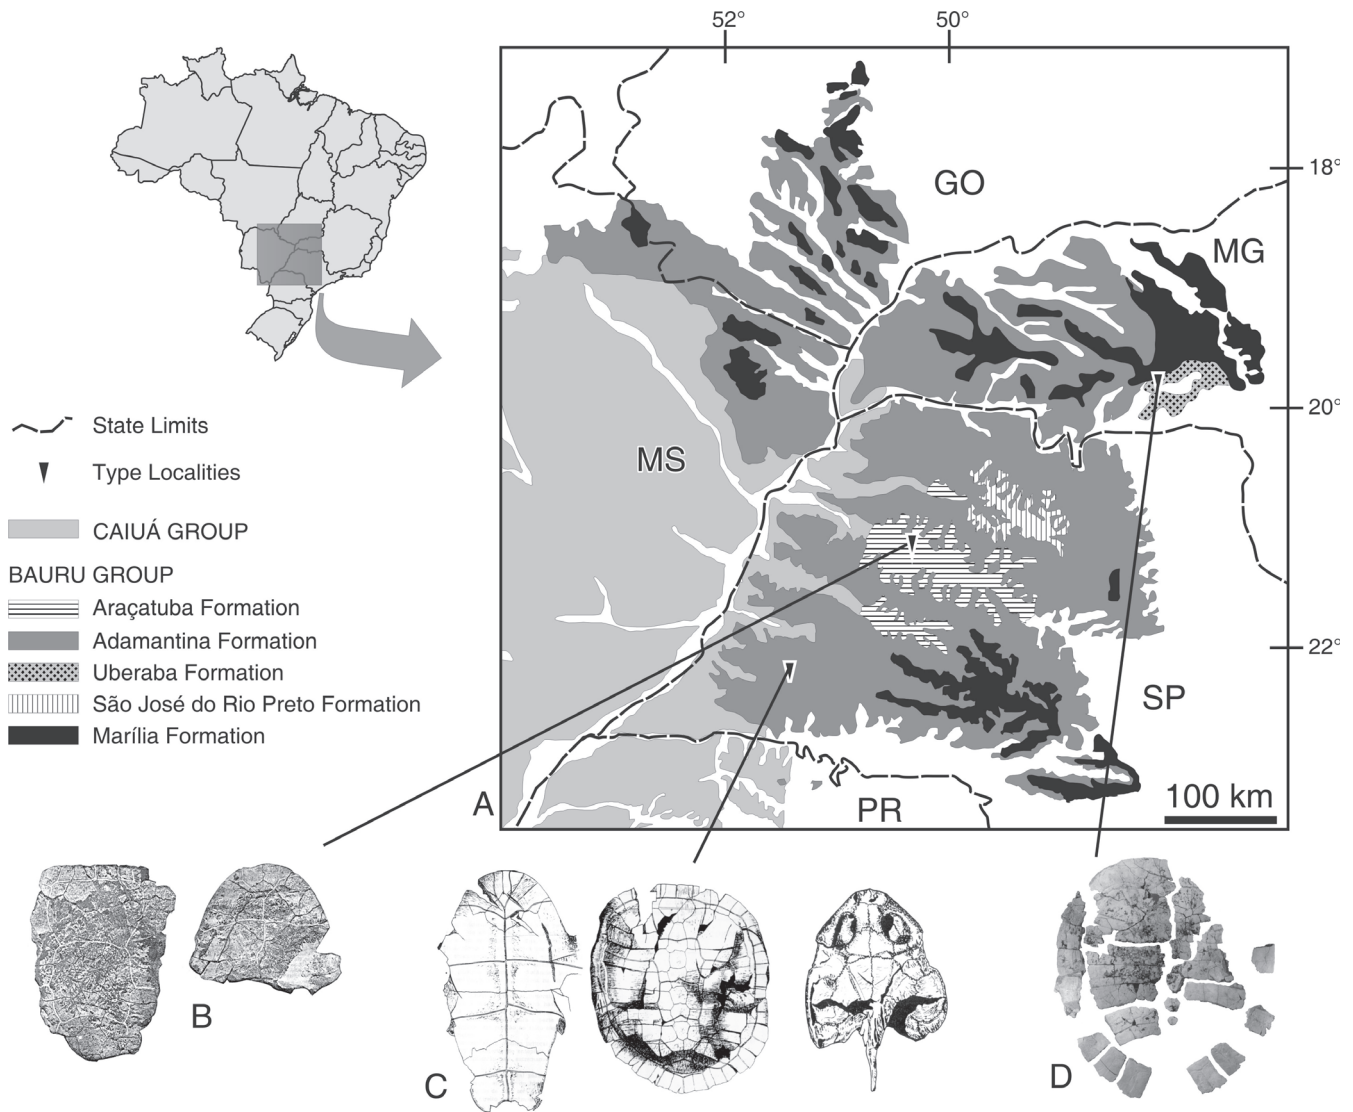 52° 50°
18°
GO
MG
20°
State Limits
MS
Type Localities
CAIUÁ GROUP
BAURU GROUP
Araçatuba Formation
Adamantina Formation
22°
Uberaba Formation
São José do Rio Preto Formation
SP
Marília Formation
A
PR
100 km
B
C
D